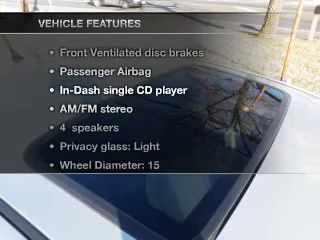 VEHICLE FEATURES
• Front Ventilated disc brakes
• Passenger Airbag
• In-Dash single CD player
• AM/FM stereo
• 4 speakers
• Privacy glass: Light
• Wheel Diameter: 15